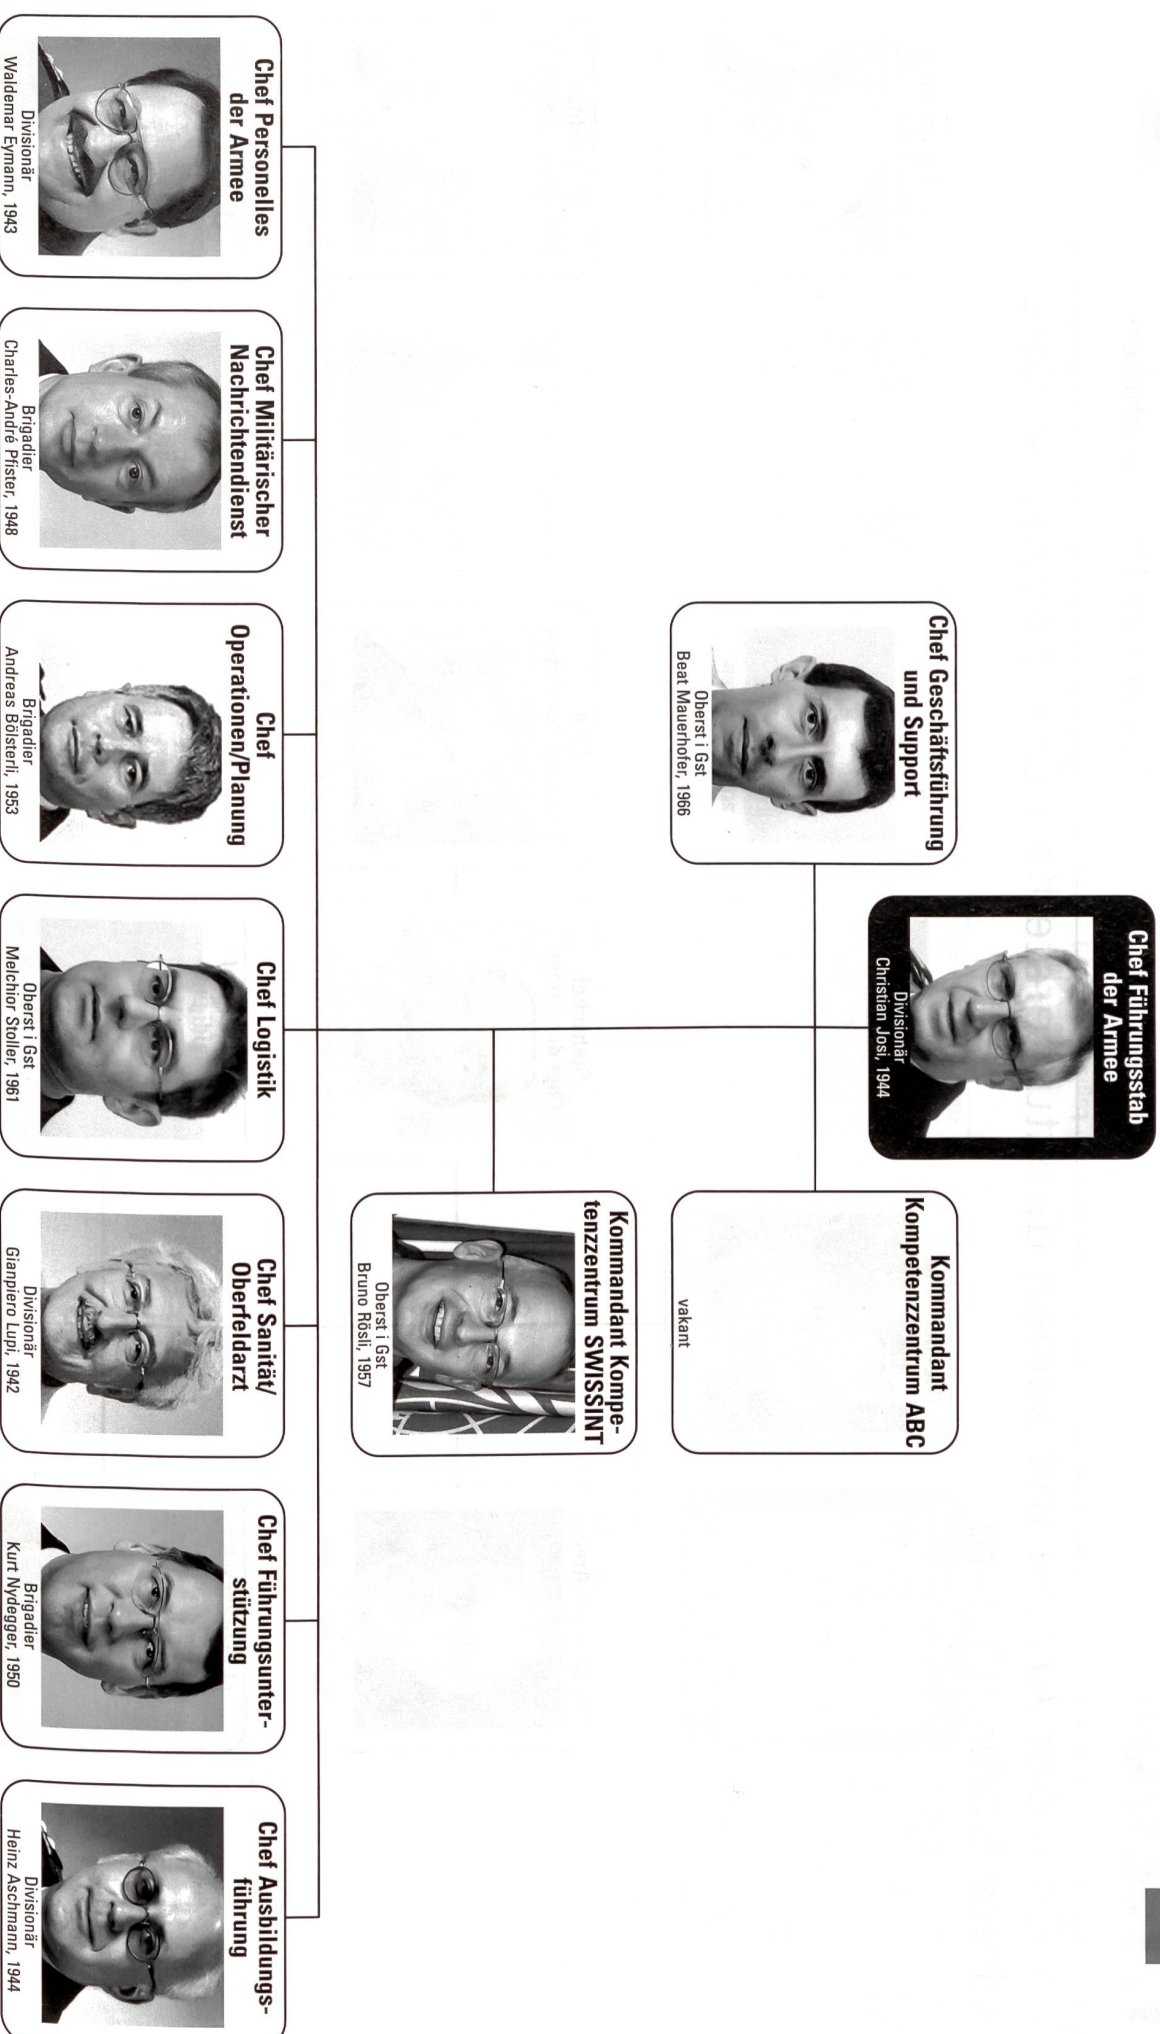 Chef Führungsstab
der Armee
Divisionär
Christian Josi, 1944
Chef Geschäftsführung
und Support
Oberst i Gst
Beat Mauerhofer, 1966
Kommandant
Kompetenzzentrum ABC
vakant
Kommandant Kompe-
tenzzentrum SWISSINT
Oberst i Gst
Bruno Rösli, 1957
Chef Personelles
der Armee
Divisionär
Waldemar Eymann, 1943
Chef Militärischer
Nachrichtendienst
Brigadier
Charles-André Pfister, 1948
Chef
Operationen/Planung
Brigadier
Andreas Bölsterli, 1953
Chef Logistik
Oberst i Gst
Melchior Stoller, 1961
Chef Sanität/
Oberfeldarzt
Divisionär
Gianpiero Lupi, 1942
Chef Führungsunter-
stützung
Brigadier
Kurt Nydegger, 1950
Chef Ausbildungs-
führung
Divisionär
Heinz Aschmann, 1944